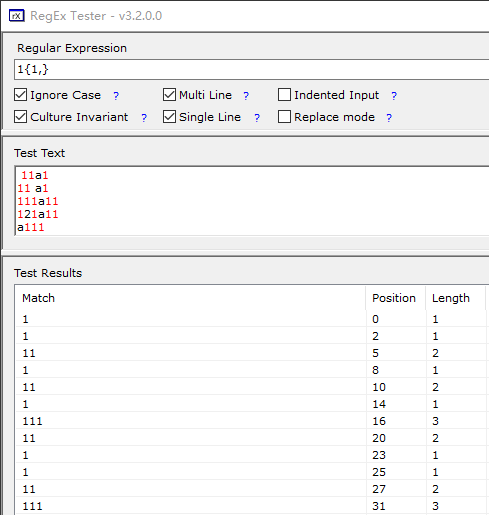 rX RegEx Tester - v3.2.0.0
Regular Expression
1{1,}
Ignore Case ? Multi Line ? Indented Input ?
Culture Invariant ? Single Line ? Replace mode ?
Test Text
11a1
11 a1
111a11
121a11
a111
Test Results
Match Position Length
1 0 1
1 2 1
11 5 2
1 8 1
11 10 2
1 14 1
111 16 3
11 20 2
1 23 1
1 25 1
11 27 2
111 31 3